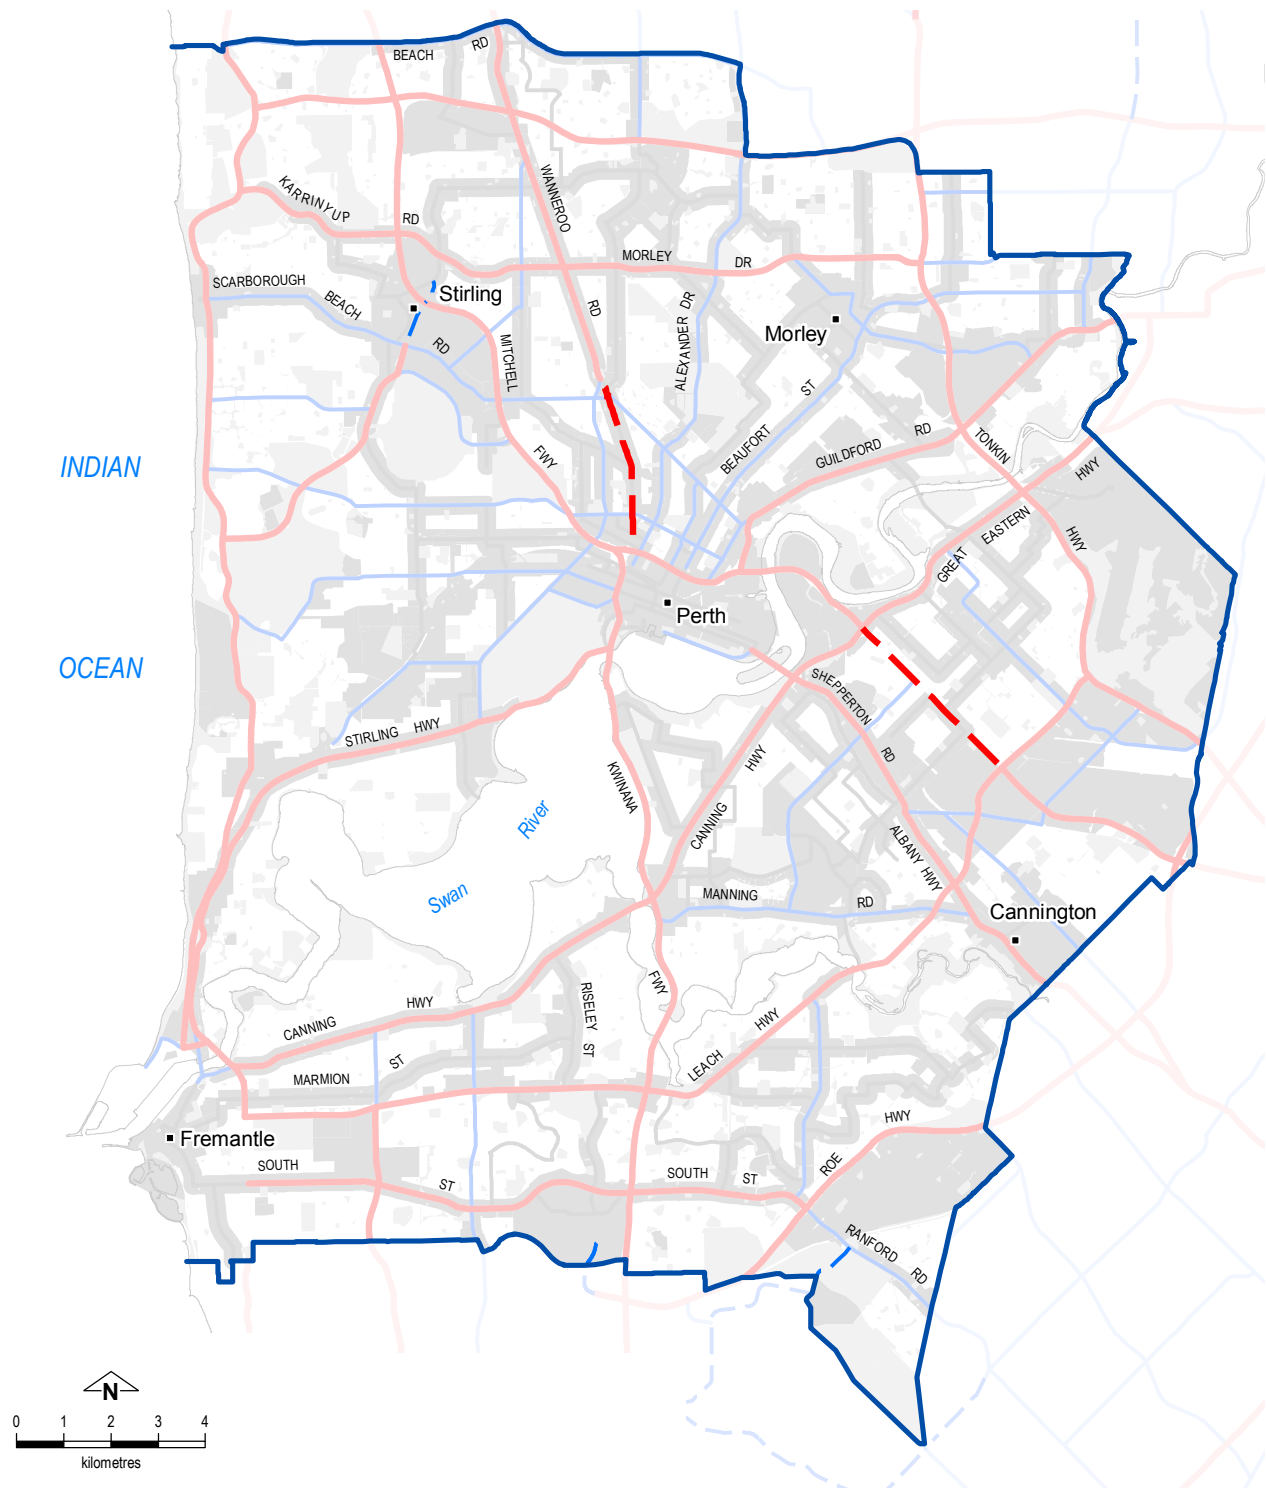 BEACH
RD
WANNEROO
KARRINYUP
RD
MORLEY
DR
SCARBOROUGH
BEACH
RD
Stirling
RD
ALEXANDER DR
Morley
MITCHELL
ST
BEAUFORT
GUILDFORD
RD
TONKIN
INDIAN
FWY
HWY
EASTERN
HWY
GREAT
Perth
OCEAN
SHEPPERTON
STIRLING
HWY
RD
HWY
KWINANA
River
CANNING
ALBANY HWY
Swan
MANNING
RD
Cannington
FWY
HWY
RISELEY
ST
HWY
CANNING
ST
LEACH
MARMION
HWY
Fremantle
ROE
SOUTH
SOUTH
ST
ST
RANFORD
RD
N
0 1 2 3 4
kilometres